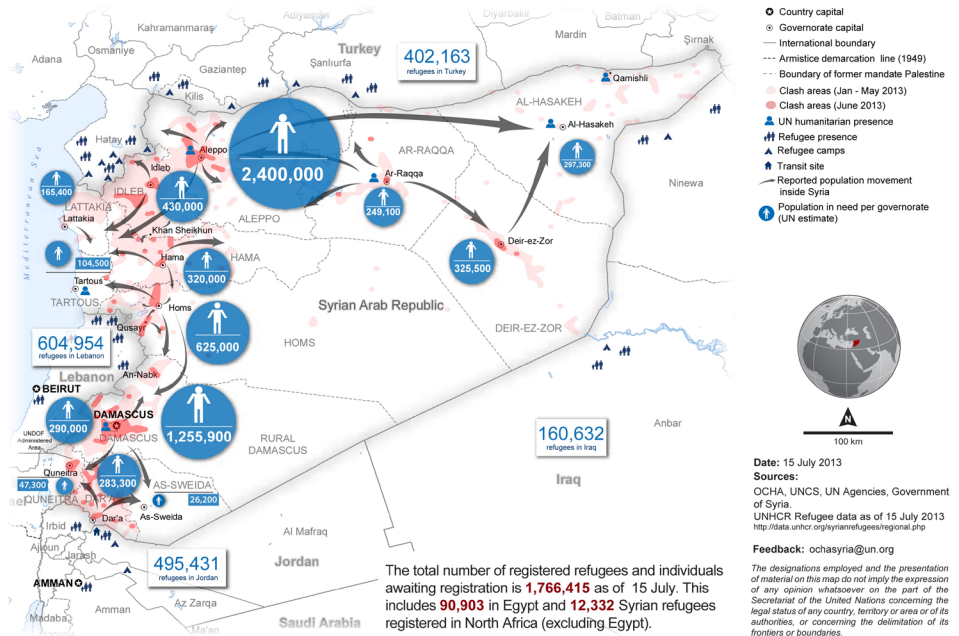 Adana
Osmaniye
Kahramanmaraş
Adiyaman
Diyarbakir
Batman
Mardin
Şırnak
Turkey
Şanlıurfa
Gaziantep
Kilis
Hatay
402,163
refugees in Turkey
Qamishli
AL-HASAKEH
Al-Hasakeh
297,300
Ninewa
Mediterranean Sea
Aleppo
2,400,000
AR-RAQQA
Ar-Raqqa
249,100
Idleb
IDLEB
430,000
165,400
LATTAKIA
Lattakia
ALEPPO
Khan Sheikhun
Deir-ez-Zor
325,500
104,500
Hama
HAMA
320,000
Tartous
TARTOUS
Homs
Syrian Arab Republic
Qusayr
625,000
HOMS
DEIR-EZ-ZOR
604,954
refugees in Lebanon
An-Nabk
Lebanon
BEIRUT
DAMASCUS
290,000
DAMASCUS
1,255,900
RURAL
DAMASCUS
UNDOF
Administered
Area
160,632
refugees in Iraq
Anbar
Iraq
Quneitra
47,300
283,300
AS-SWEIDA
26,200
QUNEITRA
DAR'A
As-Sweida
Dar'a
Irbid
Ajloun
Jarash
Al Mafraq
495,431
refugees in Jordan
Jordan
AMMAN
Amman
Az Zarqa
Madaba
Ma'an
Saudi Arabia
The total number of registered refugees and individuals
awaiting registration is 1,766,415 as of 15 July. This
includes 90,903 in Egypt and 12,332 Syrian refugees
registered in North Africa (excluding Egypt).
Country capital
Governorate capital
International boundary
Armistice demarcation line (1949)
Boundary of former mandate Palestine
Clash areas (Jan - May 2013)
Clash areas (June 2013)
UN humanitarian presence
Refugee presence
Refugee camps
Transit site
Reported population movement
inside Syria
Population in need per governorate
(UN estimate)
N
100 km
Date: 15 July 2013
Sources:
OCHA, UNCS, UN Agencies, Government
of Syria.
UNHCR Refugee data as of 15 July 2013
http://data.unhcr.org/syrianrefugees/regional.php
Feedback: ochasyria@un.org
The designations employed and the presentation
of material on this map do not imply the expression
of any opinion whatsoever on the part of the
Secretariat of the United Nations concerning the
legal status of any country, territory or area or of its
authorities, or concerning the delimitation of its
frontiers or boundaries.